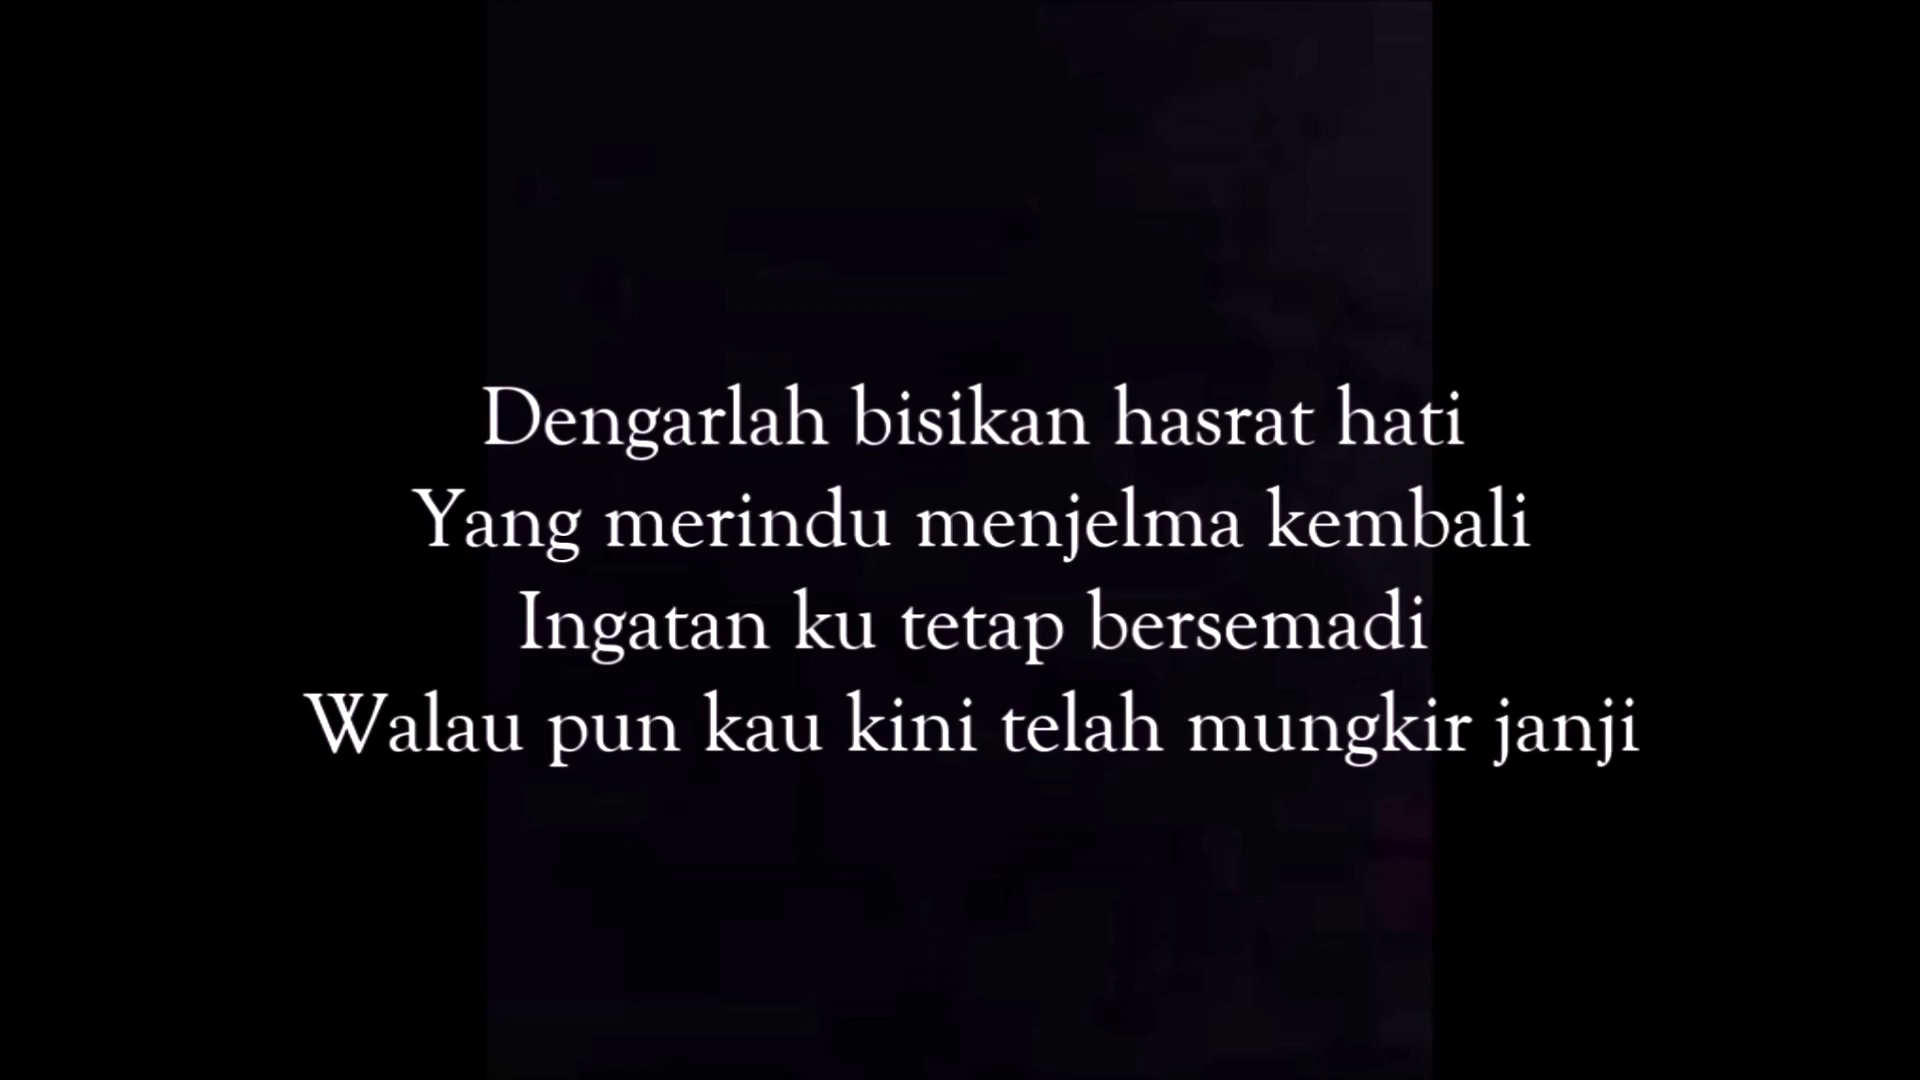 Dengarlah bisikan hasrat hati
Yang merindu menjelma kembali
Ingatan ku tetap bersemadi
Walau pun kau kini telah mungkir janji